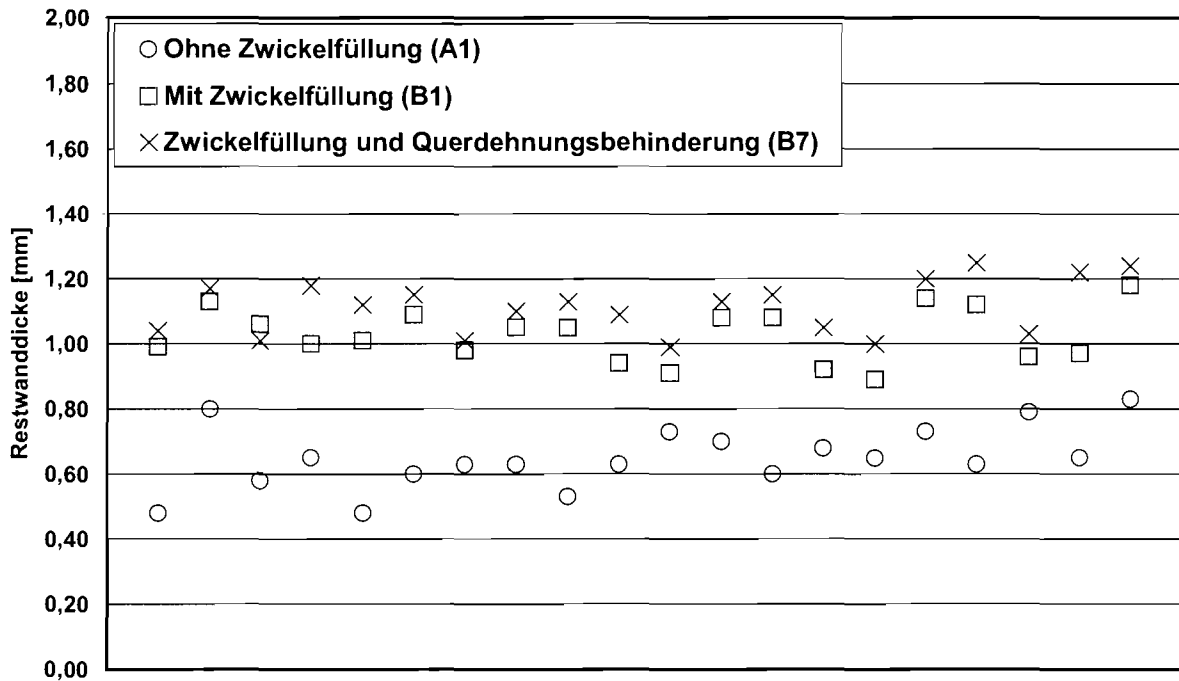 2,00
1,80
1,60
1,40
1,20
1,00
0,80
0,60
0,40
0,20
0,00
Restwanddicke [mm]
Ohne Zwickelfüllung (A1)
Mit Zwickelfüllung (B1)
Zwickelfüllung und Querdehnungsbehinderung (B7)